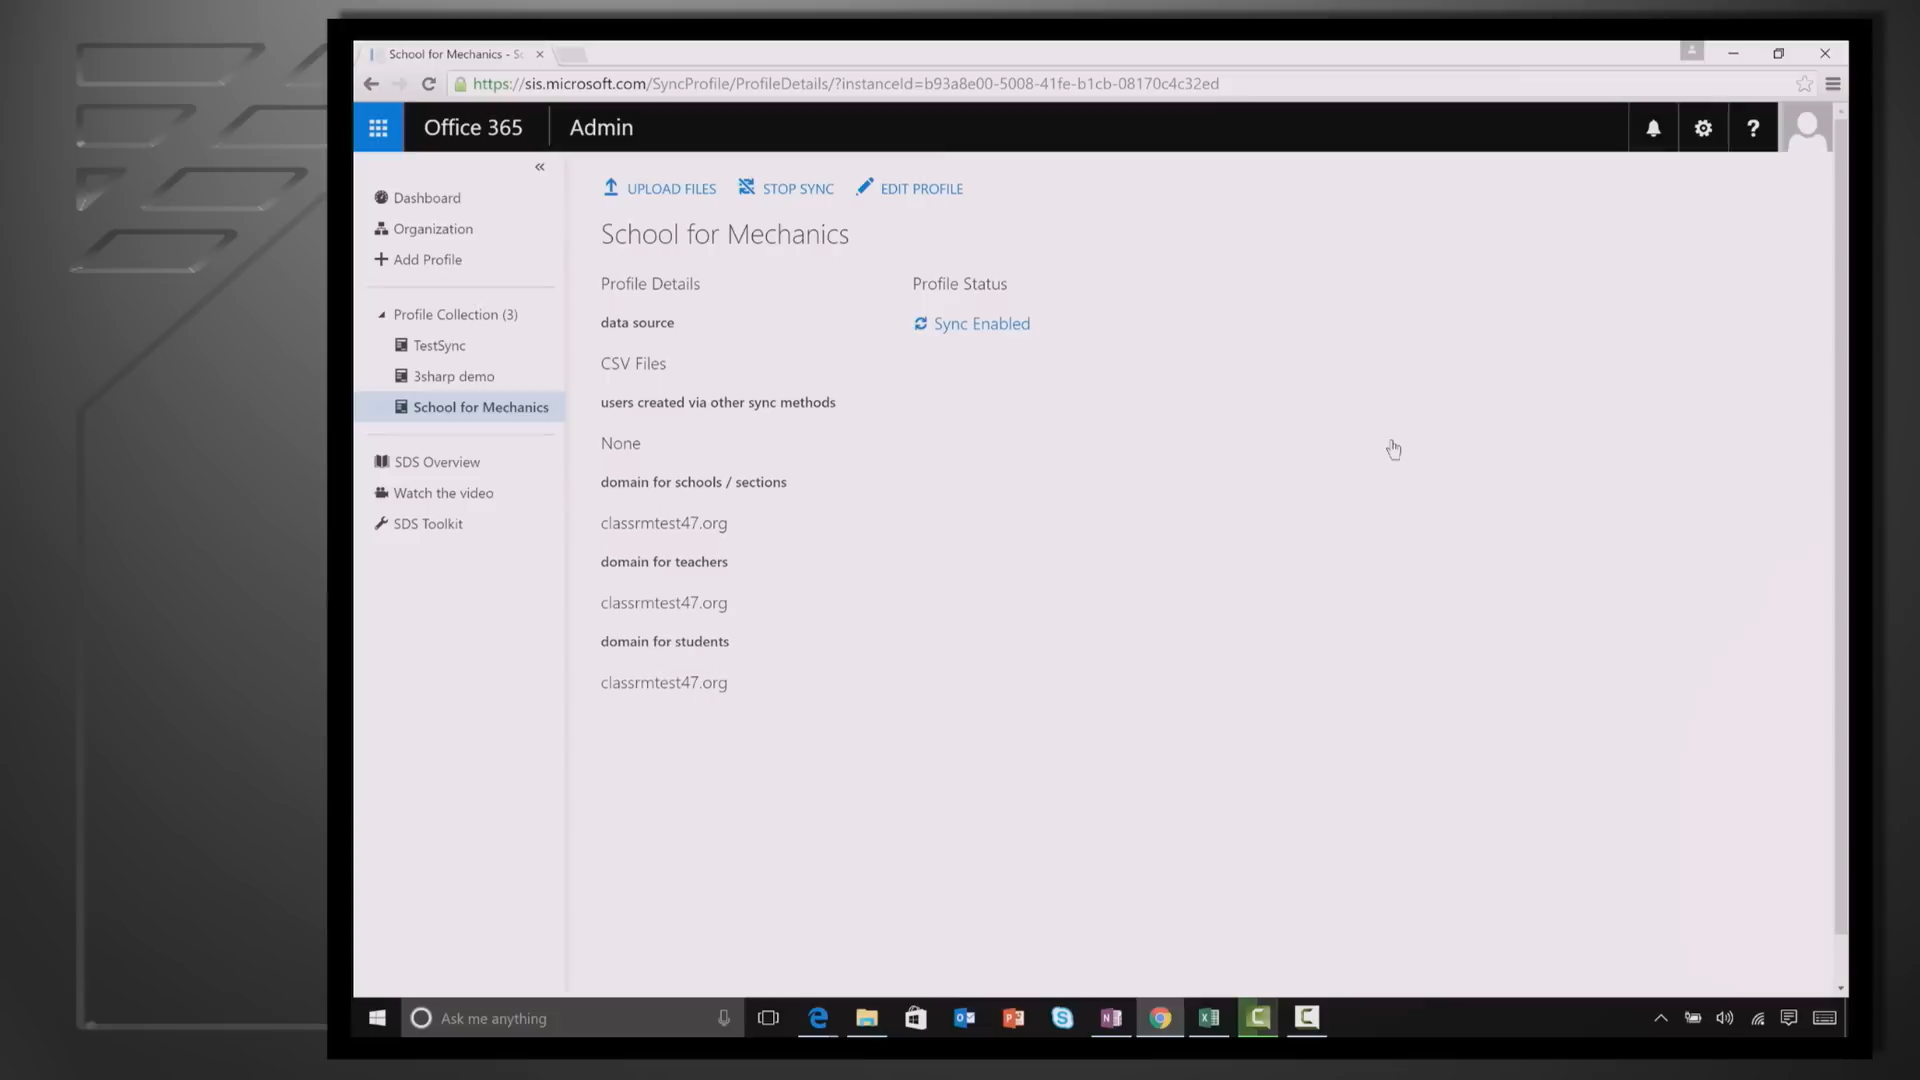 School for Mechanics - Sc
https://sis.microsoft.com/SyncProfile/ProfileDetails/?instanceId=b93a8e00-5008-41fe-b1cb-08170c4c32ed
Office 365
Admin
«
Dashboard
Organization
Add Profile
Profile Collection (3)
TestSync
3sharp demo
School for Mechanics
SDS Overview
Watch the video
SDS Toolkit
UPLOAD FILES
STOP SYNC
EDIT PROFILE
School for Mechanics
Profile Details
data source
CSV Files
users created via other sync methods
None
domain for schools / sections
classrmtest47.org
domain for teachers
classrmtest47.org
domain for students
classrmtest47.org
Profile Status
Sync Enabled
Ask me anything